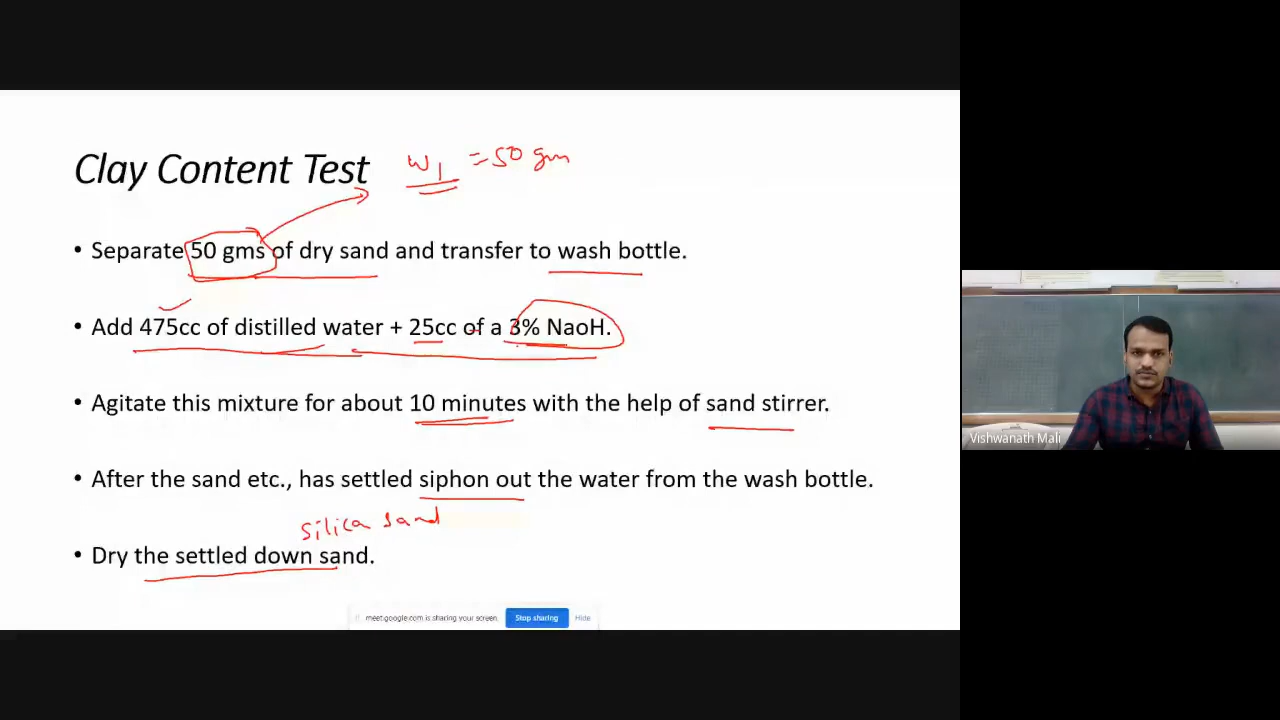 Clay Content Test
w1 = 50 gm
• Separate 50 gms of dry sand and transfer to wash bottle.
• Add 475cc of distilled water + 25cc of a 3% NaoH.
• Agitate this mixture for about 10 minutes with the help of sand stirrer.
Vishwanath Mali
• After the sand etc., has settled siphon out the water from the wash bottle.
silica sand
• Dry the settled down sand.
meet.google.com is sharing your screen. Stop sharing Hide